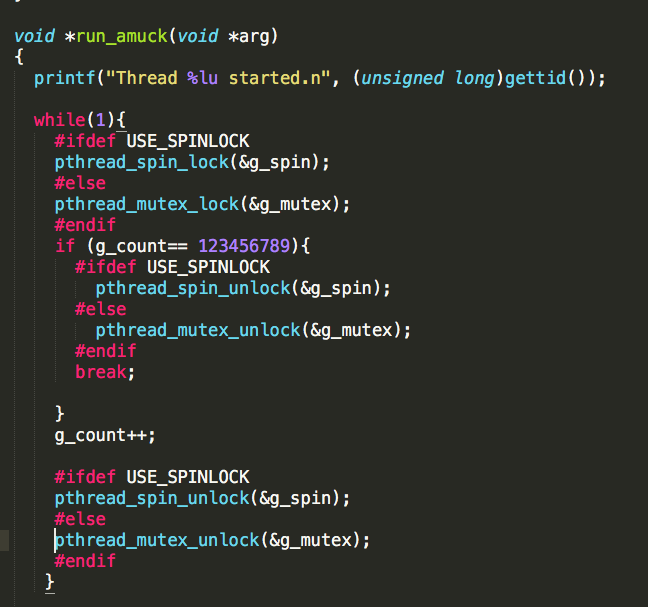 void *run_amuck(void *arg)
{
  printf("Thread %lu started.n", (unsigned long)gettid());

  while(1){
    #ifdef USE_SPINLOCK
    pthread_spin_lock(&g_spin);
    #else
    pthread_mutex_lock(&g_mutex);
    #endif
    if (g_count== 123456789){
      #ifdef USE_SPINLOCK
        pthread_spin_unlock(&g_spin);
      #else
        pthread_mutex_unlock(&g_mutex);
      #endif
      break;

    }
    g_count++;

    #ifdef USE_SPINLOCK
    pthread_spin_unlock(&g_spin);
    #else
    pthread_mutex_unlock(&g_mutex);
    #endif
   }